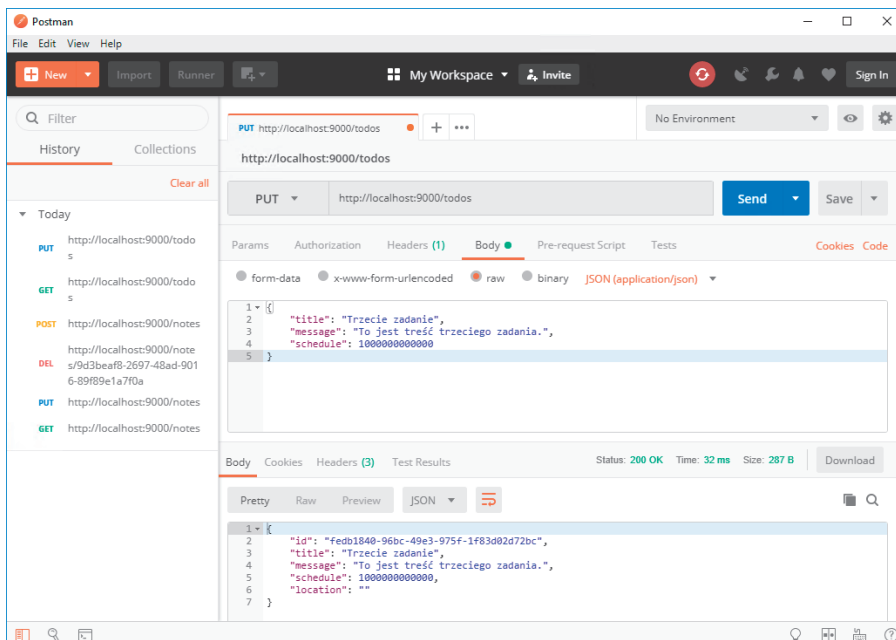 Postman
File Edit View Help
New Import Runner My Workspace Invite Sign In
Filter
History Collections
Clear all
Today
PUT http://localhost:9000/todo
s
GET http://localhost:9000/todo
s
POST http://localhost:9000/notes
DEL http://localhost:9000/note
s/9d3beaf8-2697-48ad-901
6-89f89e1a7f0a
PUT http://localhost:9000/notes
GET http://localhost:9000/notes
PUT http://localhost:9000/todos
No Environment
http://localhost:9000/todos
PUT http://localhost:9000/todos Send Save
Params Authorization Headers (1) Body Pre-request Script Tests Cookies Code
form-data x-www-form-urlencoded raw binary JSON (application/json)
1 {
2 "title": "Trzecie zadanie",
3 "message": "To jest treść trzeciego zadania.",
4 "schedule": 1000000000000
5 }
Body Cookies Headers (3) Test Results Status: 200 OK Time: 32 ms Size: 287 B Download
Pretty Raw Preview JSON
1 {
2 "id": "fedb1840-96bc-49e3-975f-1f83d02d72bc",
3 "title": "Trzecie zadanie",
4 "message": "To jest treść trzeciego zadania.",
5 "schedule": 1000000000000,
6 "location": ""
7 }